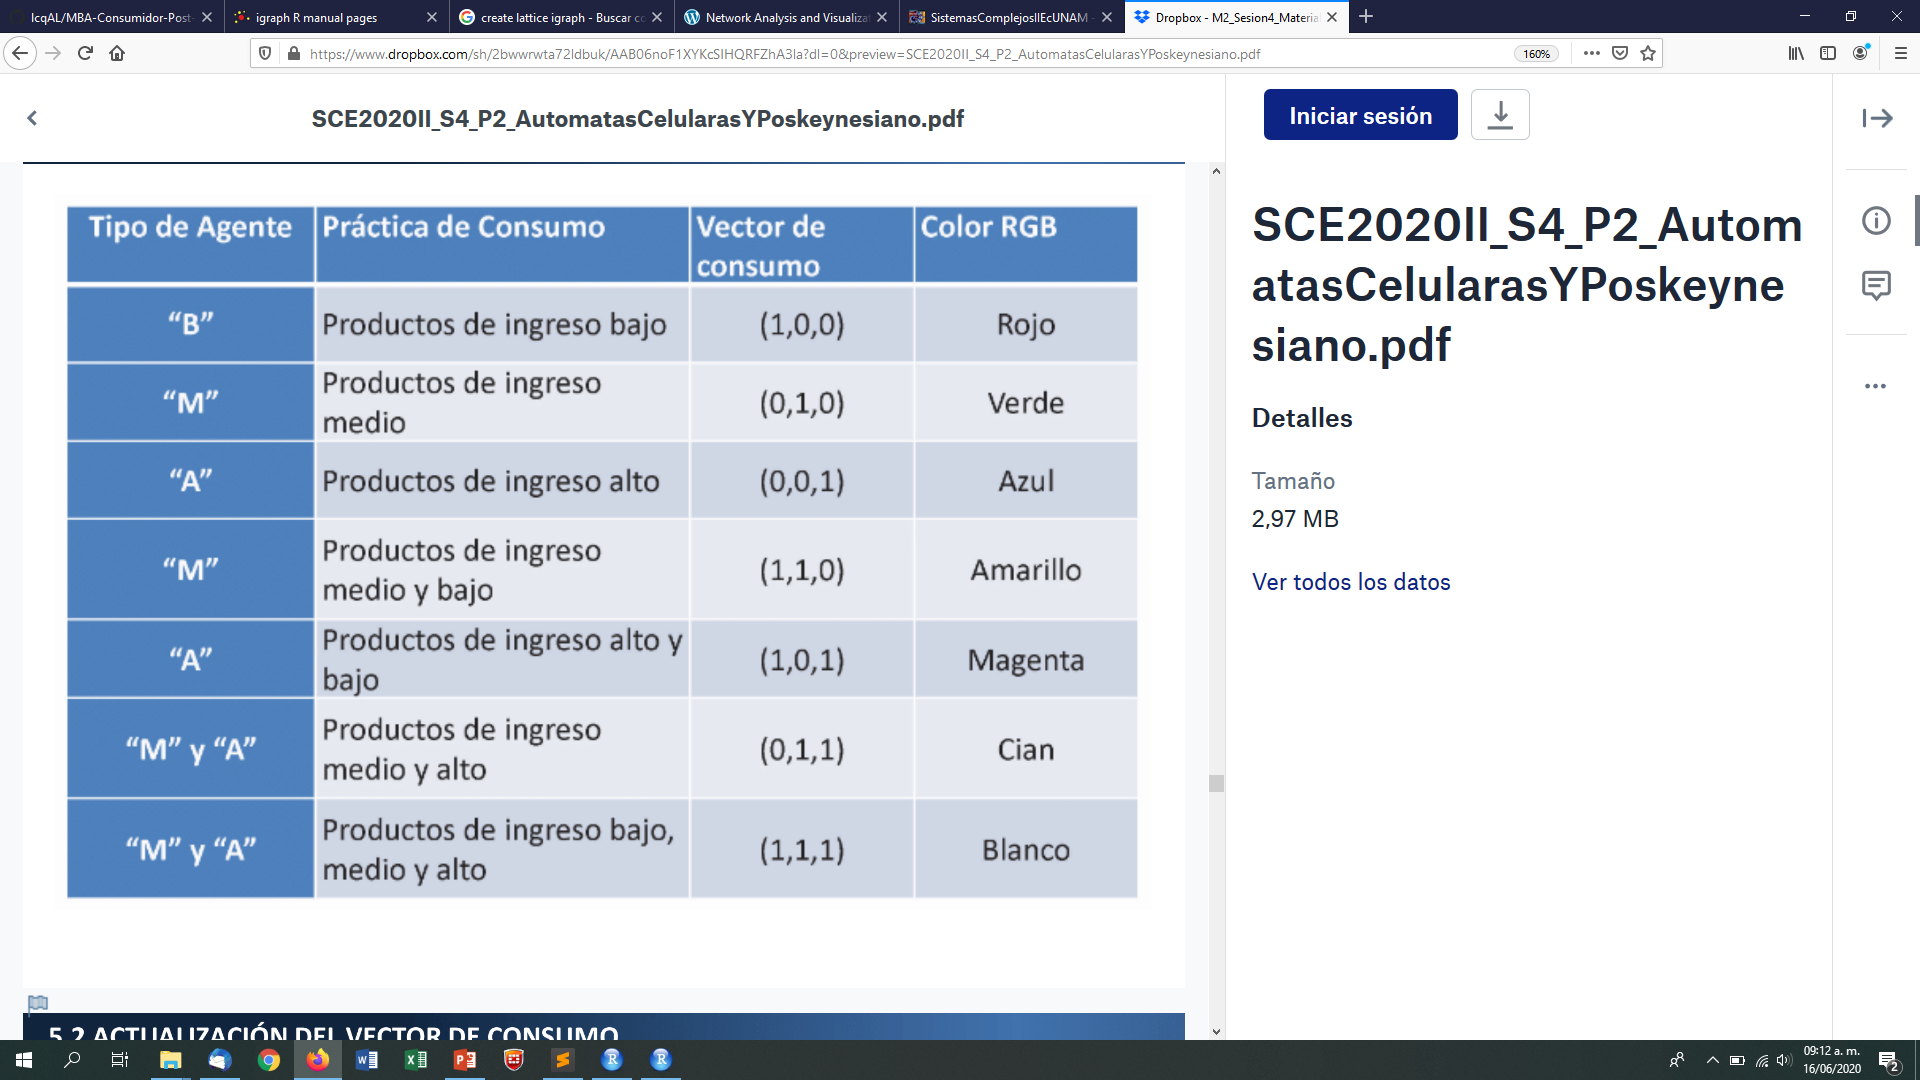 IcqAL/MBA-Consumidor-Post-
igraph R manual pages
create lattice igraph - Buscar co
Network Analysis and Visualiza
SistemasComplejosIIEcUNAM -
Dropbox - M2_Sesion4_Materia
https://www.dropbox.com/sh/2bwwrwta72ldbuk/AAB06noF1XYKcSIHQRFZhA3la?dl=0&preview=SCE2020II_S4_P2_AutomatasCelularasYPoskeynesiano.pdf
160%
SCE2020II_S4_P2_AutomatasCelularasYPoskeynesiano.pdf
Tipo de Agente
Práctica de Consumo
Vector de
consumo
Color RGB
“B”
Productos de ingreso bajo
(1,0,0)
Rojo
“M”
Productos de ingreso
medio
(0,1,0)
Verde
“A”
Productos de ingreso alto
(0,0,1)
Azul
“M”
Productos de ingreso
medio y bajo
(1,1,0)
Amarillo
“A”
Productos de ingreso alto y
bajo
(1,0,1)
Magenta
“M” y “A”
Productos de ingreso
medio y alto
(0,1,1)
Cian
“M” y “A”
Productos de ingreso bajo,
medio y alto
(1,1,1)
Blanco
5.2 ACTUALIZACIÓN DEL VECTOR DE CONSUMO
Iniciar sesión
SCE2020II_S4_P2_Autom
atasCelularasYPoskeyne
siano.pdf
Detalles
Tamaño
2,97 MB
Ver todos los datos
09:12 a. m.
16/06/2020
2